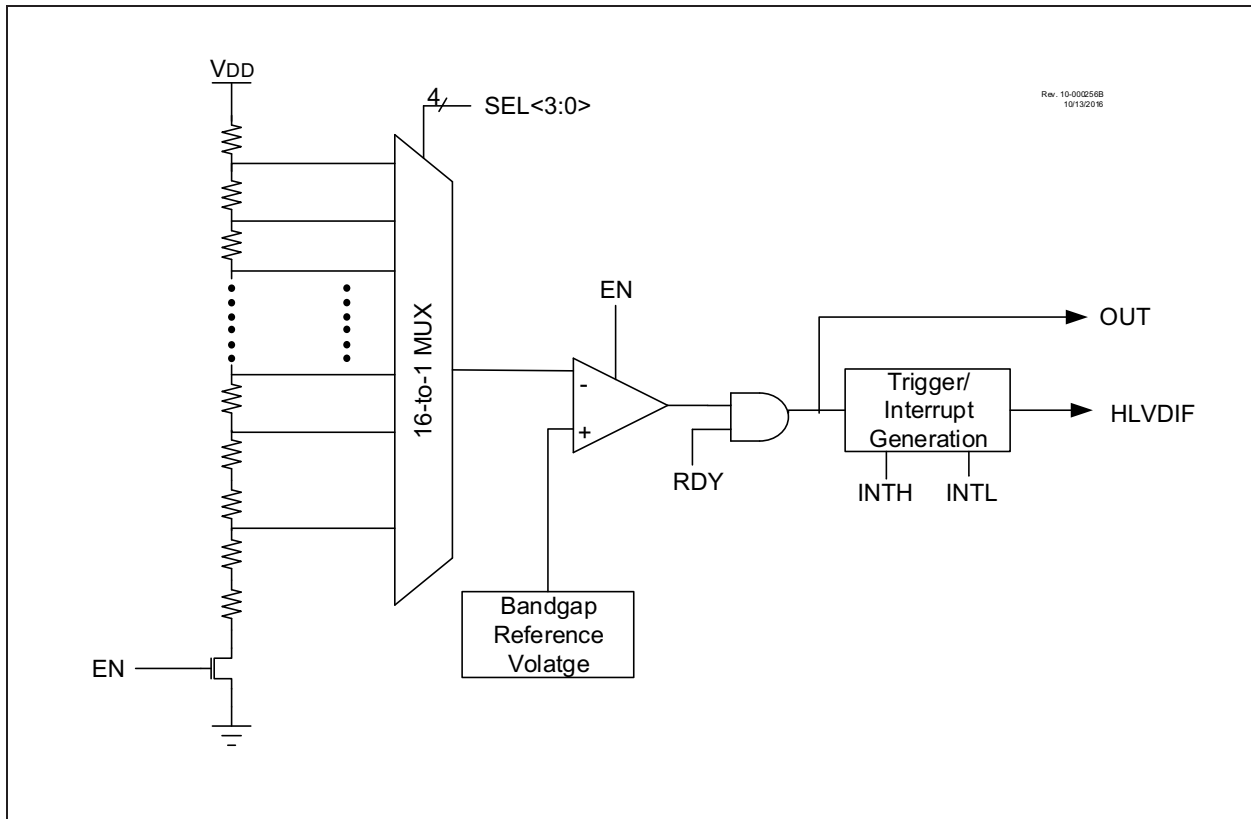 VDD
4
SEL<3:0>
Rev. 10-000256B
10/13/2016
16-to-1 MUX
EN
-
+
RDY
OUT
Trigger/
Interrupt
Generation
HLVDIF
INTH
INTL
Bandgap
Reference
Volatge
EN